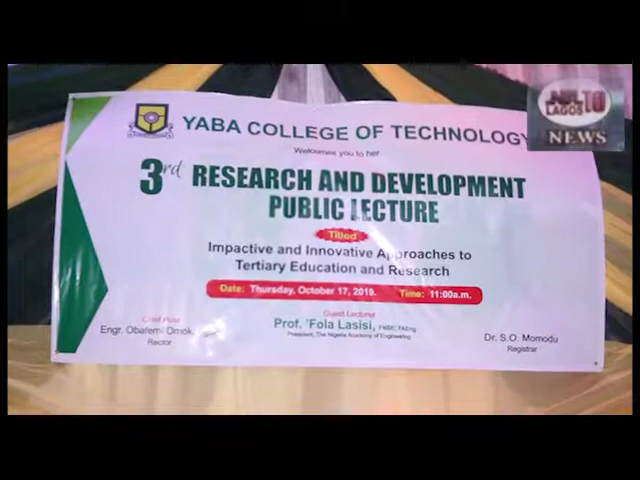 YABA COLLEGE OF TECHNOLOGY
Welcomes you to her
3rd RESEARCH AND DEVELOPMENT
PUBLIC LECTURE
Titled
Impactive and Innovative Approaches to
Tertiary Education and Research
Date: Thursday, October 17, 2019. Time: 11:00a.m.
Chief Host
Engr. Obafemi Omok
Rector
Guest Lecturer
Prof. 'Fola Lasisi, FNSE, FAEng
President, The Nigeria Academy of Engineering
Dr. S.O. Momodu
Registrar
LAGOS
NEWS